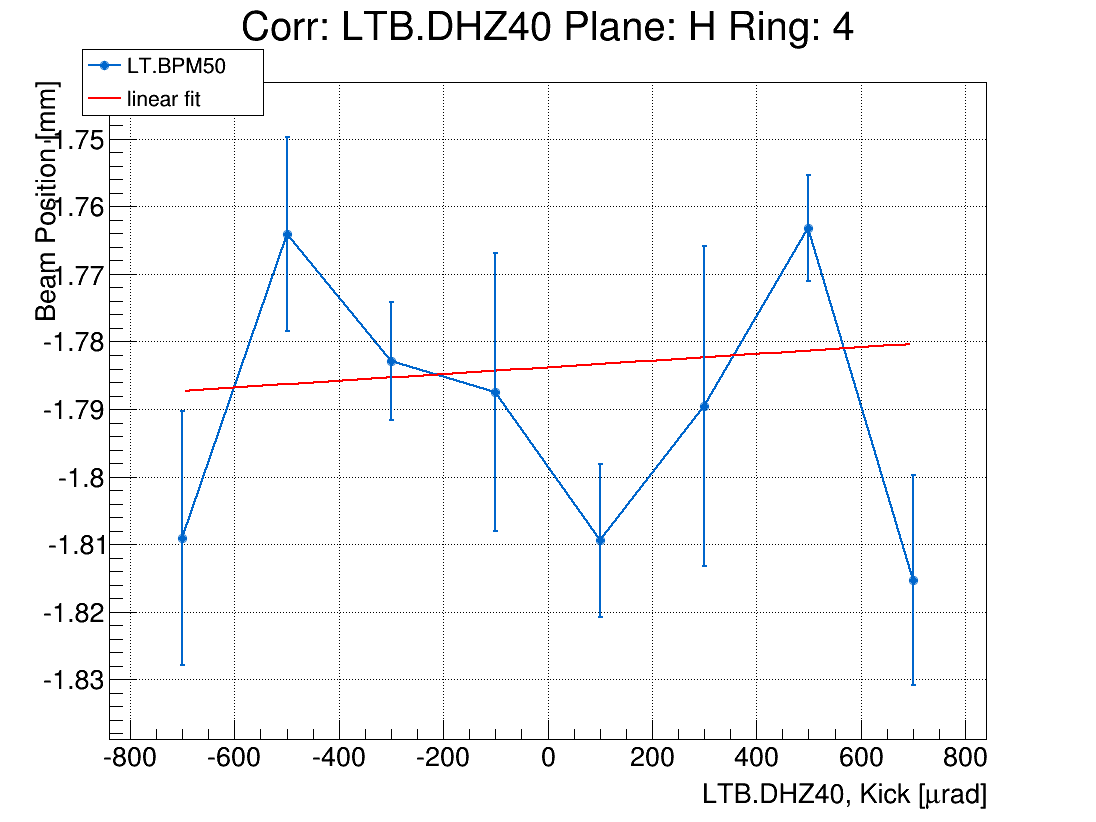 Corr: LTB.DHZ40 Plane: H Ring: 4
LT.BPM50
linear fit
Beam Position [mm]
-1.75
-1.76
-1.77
-1.78
-1.79
-1.8
-1.81
-1.82
-1.83
-800 -600 -400 -200 0 200 400 600 800
LTB.DHZ40, Kick [μrad]